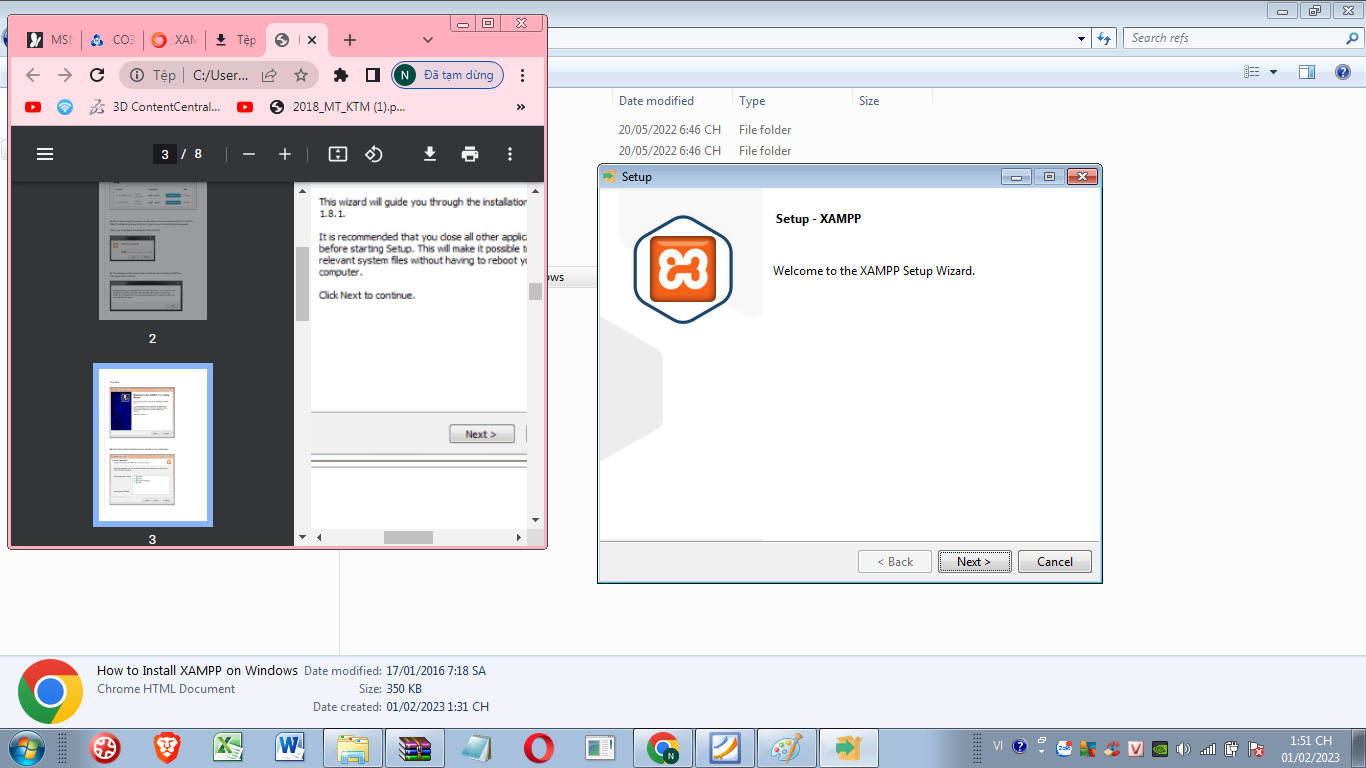 MSN
CO3
XAM
Tệp
Tệp
C:/User...
N
Đã tạm dừng
3D ContentCentral...
2018_MT_KTM (1).p...
»
3 / 8
2
3
This wizard will guide you through the installation
1.8.1.
It is recommended that you close all other applic
before starting Setup. This will make it possible t
relevant system files without having to reboot yo
computer.
Click Next to continue.
Next >
Search refs
Date modified
Type
Size
20/05/2022 6:46 CH
File folder
20/05/2022 6:46 CH
File folder
ows
Setup
Setup - XAMPP
Welcome to the XAMPP Setup Wizard.
< Back
Next >
Cancel
How to Install XAMPP on Windows
Date modified: 17/01/2016 7:18 SA
Chrome HTML Document
Size: 350 KB
Date created: 01/02/2023 1:31 CH
VI
1:51 CH
01/02/2023